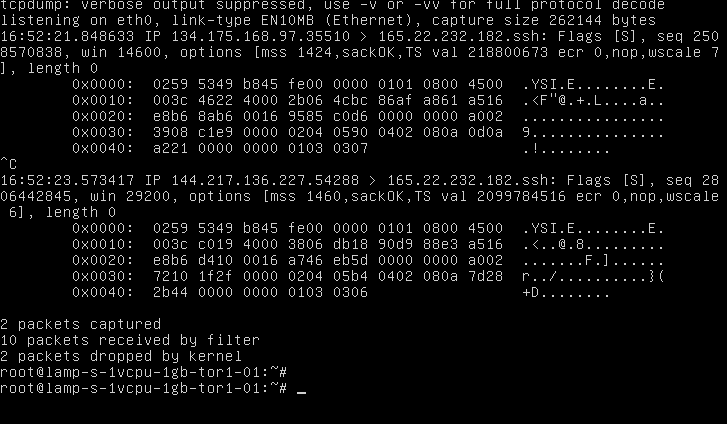 tcpdump: verbose output suppressed, use -v or -vv for full protocol decode
listening on eth0, link-type EN10MB (Ethernet), capture size 262144 bytes
16:52:21.848633 IP 134.175.168.97.35510 > 165.22.232.182.ssh: Flags [S], seq 250
8570838, win 14600, options [mss 1424,sackOK,TS val 218800673 ecr 0,nop,wscale 7
], length 0
        0x0000:  0259 5349 b845 fe00 0000 0101 0800 4500  .YSI.E........E.
        0x0010:  003c 4622 4000 2b06 4cbc 86af a861 a516  .<F"@.+.L....a..
        0x0020:  e8b6 8ab6 0016 9585 c0d6 0000 0000 a002  ................
        0x0030:  3908 c1e9 0000 0204 0590 0402 080a 0d0a  9...............
        0x0040:  a221 0000 0000 0103 0307                 .!........
^C
16:52:23.573417 IP 144.217.136.227.54288 > 165.22.232.182.ssh: Flags [S], seq 28
06442845, win 29200, options [mss 1460,sackOK,TS val 2099784516 ecr 0,nop,wscale
 6], length 0
        0x0000:  0259 5349 b845 fe00 0000 0101 0800 4500  .YSI.E........E.
        0x0010:  003c c019 4000 3806 db18 90d9 88e3 a516  .<..@.8.........
        0x0020:  e8b6 d410 0016 a746 eb5d 0000 0000 a002  .......F.]......
        0x0030:  7210 1f2f 0000 0204 05b4 0402 080a 7d28  r../..........}(
        0x0040:  2b44 0000 0000 0103 0306                 +D........
2 packets captured
10 packets received by filter
2 packets dropped by kernel
root@lamp-s-1vcpu-1gb-tor1-01:~#
root@lamp-s-1vcpu-1gb-tor1-01:~# _